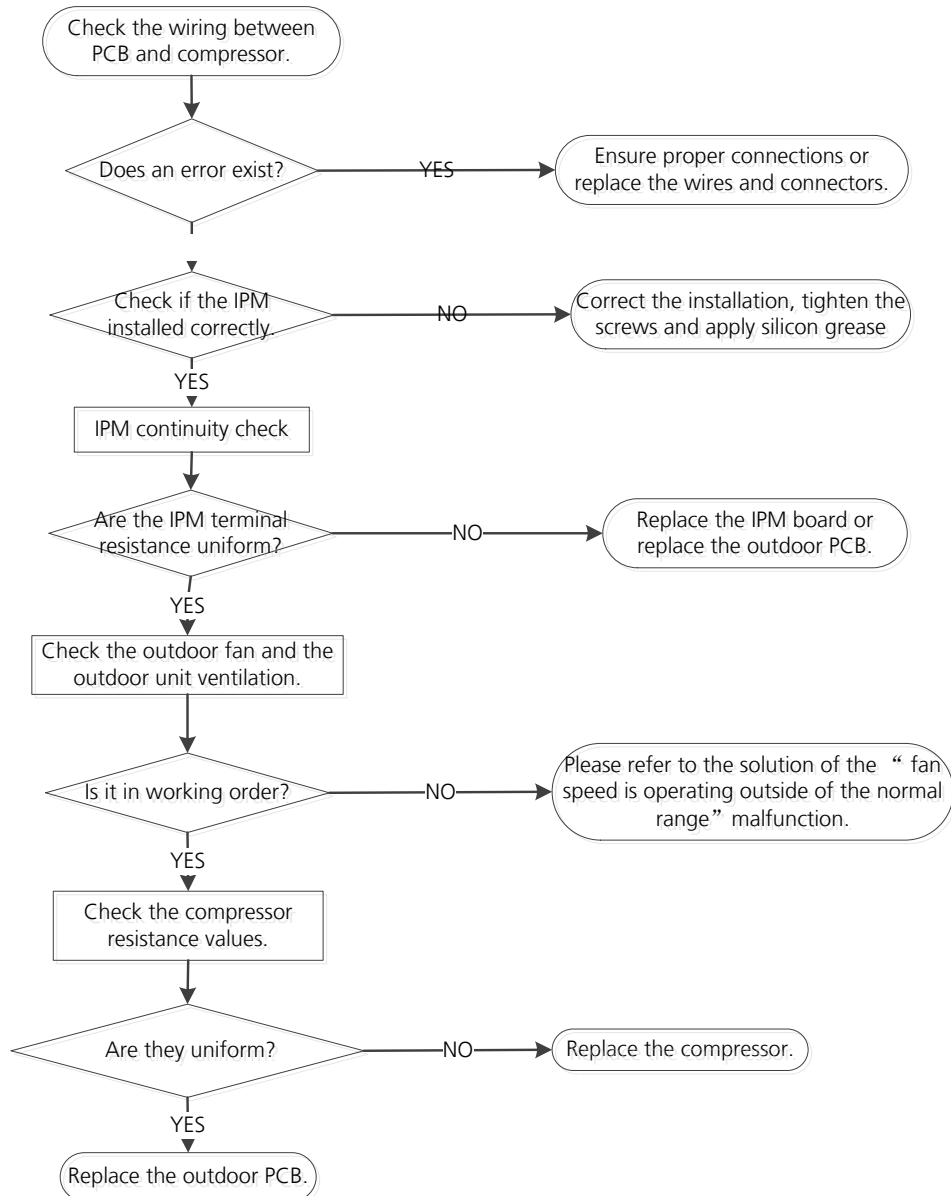 Check the wiring between
PCB and compressor.
Does an error exist?
YES
Ensure proper connections or
replace the wires and connectors.
Check if the IPM
installed correctly.
NO
Correct the installation, tighten the
screws and apply silicon grease
YES
IPM continuity check
Are the IPM terminal
resistance uniform?
NO
Replace the IPM board or
replace the outdoor PCB.
YES
Check the outdoor fan and the
outdoor unit ventilation.
Is it in working order?
NO
Please refer to the solution of the “ fan
speed is operating outside of the normal
range” malfunction.
YES
Check the compressor
resistance values.
Are they uniform?
NO
Replace the compressor.
YES
Replace the outdoor PCB.